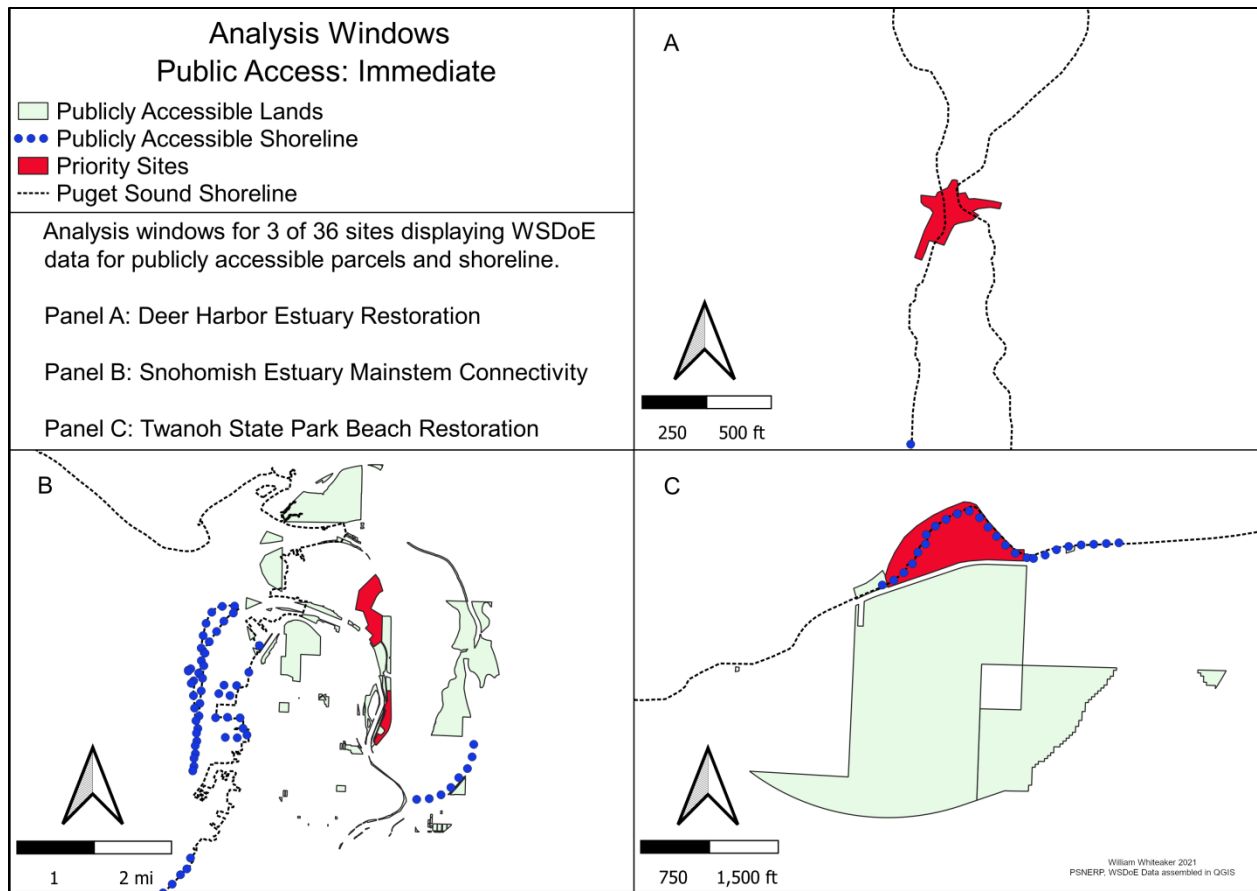 Analysis Windows
Public Access: Immediate
Publicly Accessible Lands
Publicly Accessible Shoreline
Priority Sites
Puget Sound Shoreline
Analysis windows for 3 of 36 sites displaying WSDoE
data for publicly accessible parcels and shoreline.
Panel A: Deer Harbor Estuary Restoration
Panel B: Snohomish Estuary Mainstem Connectivity
Panel C: Twanoh State Park Beach Restoration
A
250 500 ft
B
1 2 mi
C
750 1,500 ft
William Whiteaker 2021
PSNERP, WSDoE Data assembled in QGIS